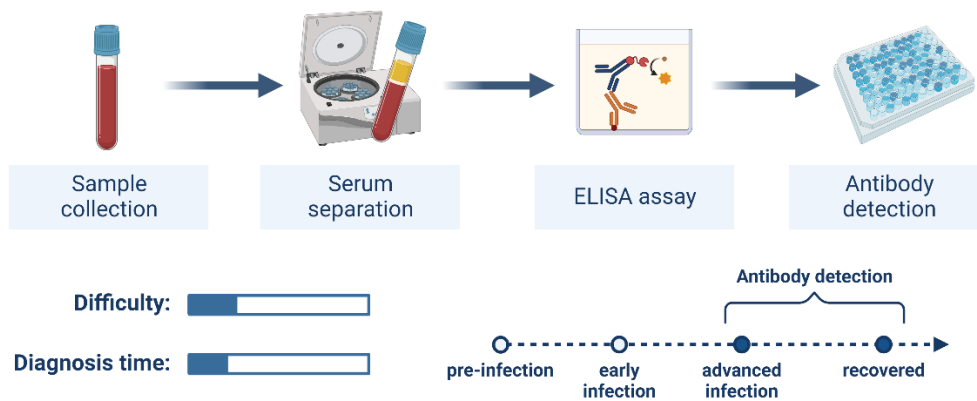 Sample
collection
Serum
separation
ELISA assay
Antibody
detection
Difficulty:
Diagnosis time:
Antibody detection
pre-infection
early
infection
advanced
infection
recovered